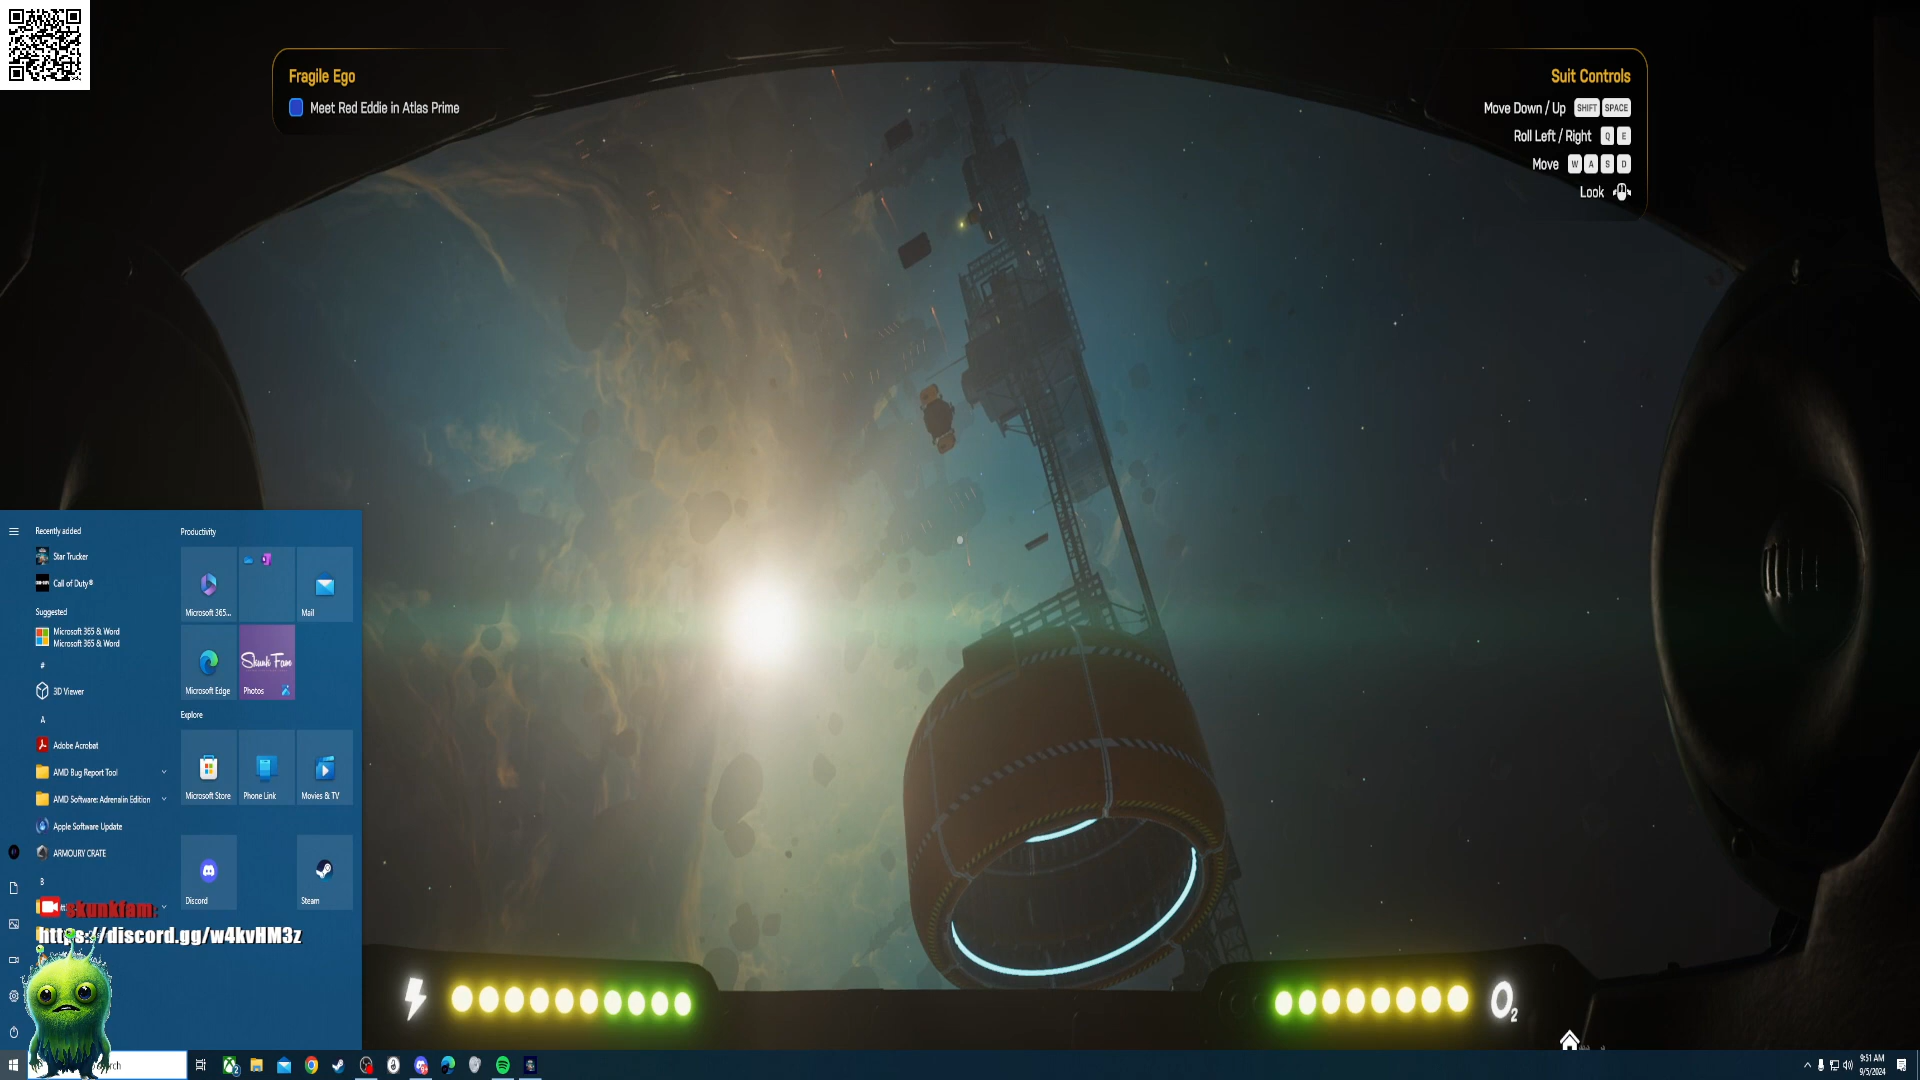 Fragile Ego
Meet Red Eddie in Atlas Prime
Suit Controls
Move Down / Up SHIFT SPACE
Roll Left / Right Q E
Move W A S D
Look
Recently added
Star Trucker
Call of Duty®
Suggested
Microsoft 365 & Word
Microsoft 365 & Word
#
3D Viewer
A
Adobe Acrobat
AMD Bug Report Tool
AMD Software: Adrenalin Edition
Apple Software Update
ARMOURY CRATE
B
Productivity
Microsoft 365...
Mail
Microsoft Edge
Skunk Fam
Photos
Explore
Microsoft Store
Phone Link
Movies & TV
Discord
Steam
skunkfam:
https://discord.gg/w4kvHM3z
O2
9:51 AM
9/5/2024